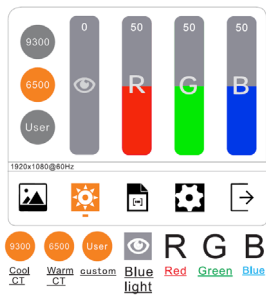 0 50 50 50
9300
6500
R G B
User
1920x1080@60Hz
9300 6500 User R G B
Cool CT Warm CT custom Blue light Red Green Blue